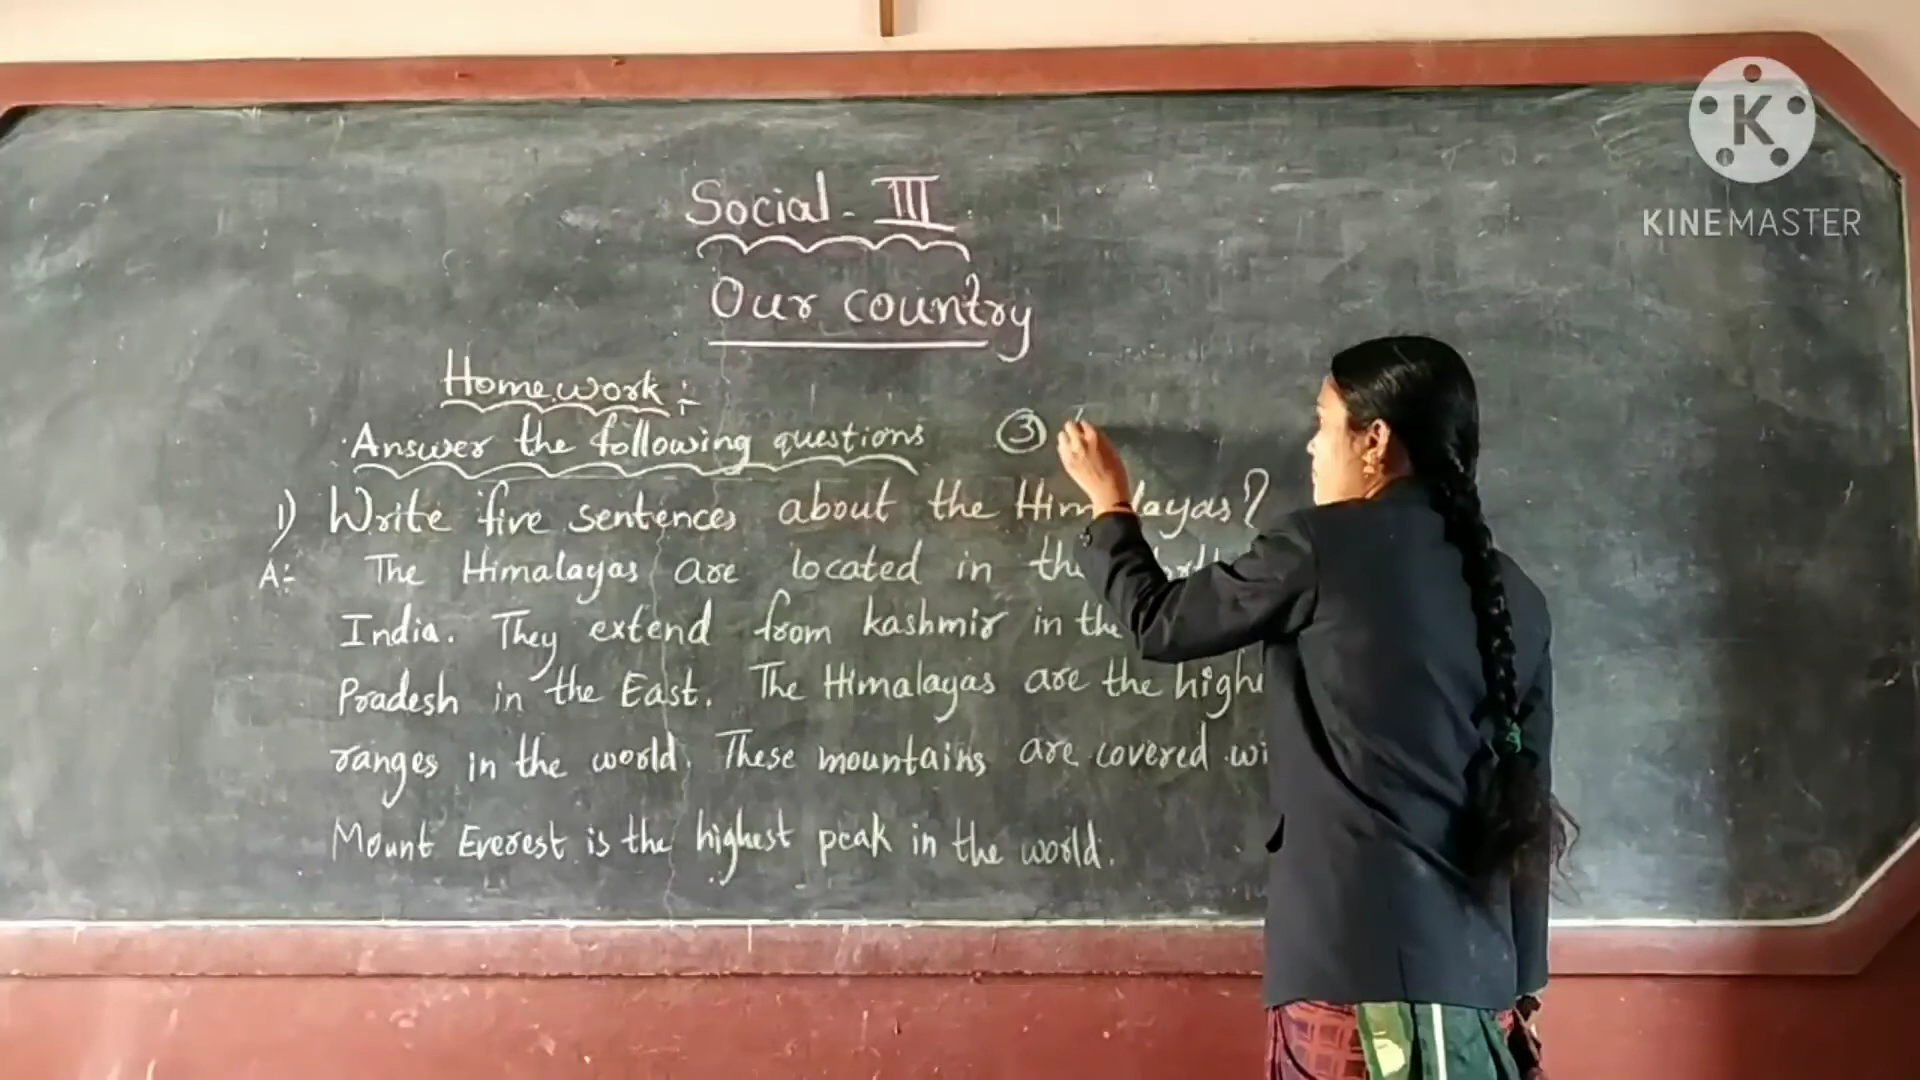 K
KINEMASTER
Social - III
Our country
Homework :-
Answer the following questions
3
1) Write five sentences about the Himalayas?
A:- The Himalayas are located in the
India. They extend from kashmir in the
Pradesh in the East. The Himalayas are the
ranges in the world. These mountains are covered
Mount Everest is the highest peak in the world.